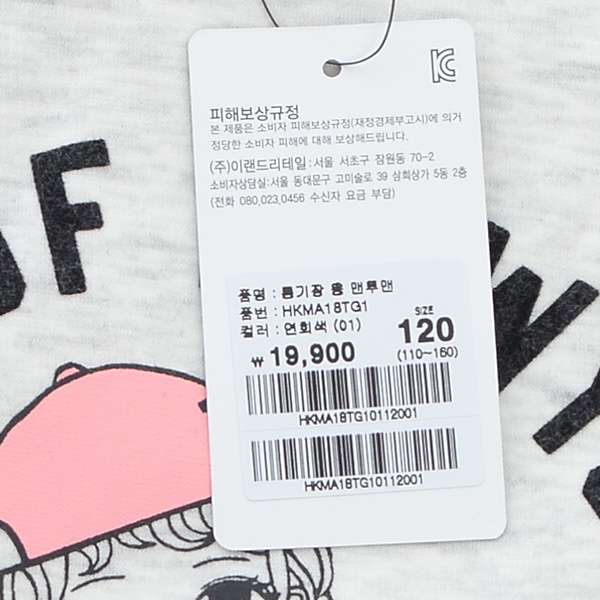 OF
KC
피해보상규정
본 제품은 소비자 피해보상규정(재정경제부고시)에 의거
정당한 소비자 피해에 대해 보상해드립니다.
(주)이랜드리테일:서울 서초구 잠원동 70-2
소비자상담실:서울 동대문구 고미술로 39 삼희상가 5동 2층
(전화 080.023.0456 수신자 요금 부담)
품명 : 롱기장 용 맨투맨
품번 : HKMA18TG1
컬러 : 연회색 (01)
SIZE
120
₩ 19,900
(110~160)
HKMA18TG10112001
HKMA18TG10112001